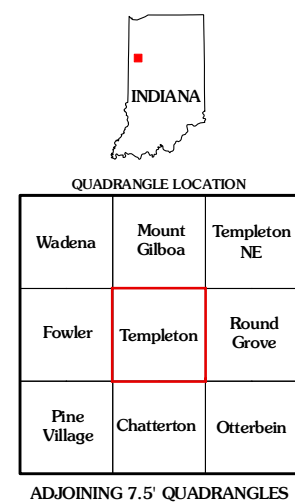 INDIANA
QUADRANGLE LOCATION
Wadena
Mount
Gilboa
Templeton
NE
Fowler
Templeton
Round
Grove
Pine
Village
Chatterton
Otterbein
ADJOINING 7.5' QUADRANGLES